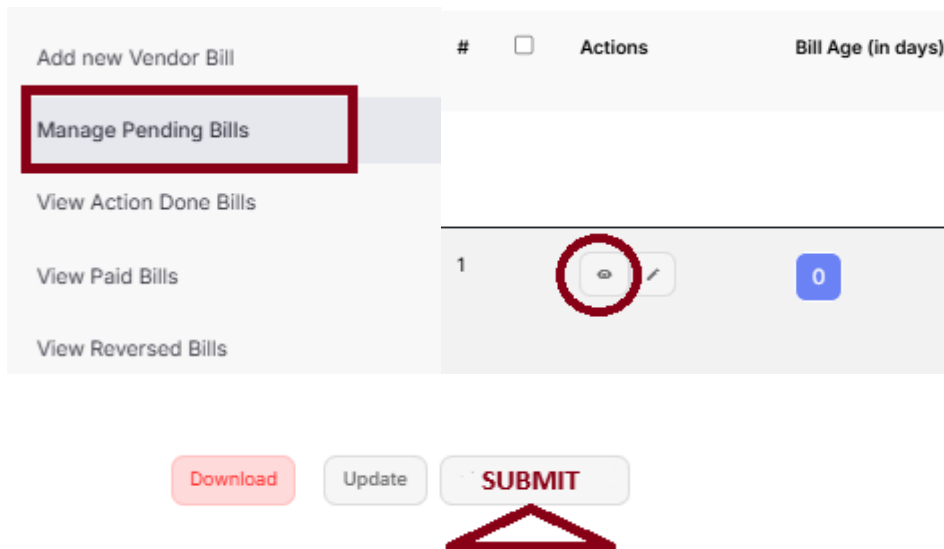 Add new Vendor Bill
Manage Pending Bills
View Action Done Bills
View Paid Bills
View Reversed Bills
# Actions Bill Age (in days)
1 0
Download Update SUBMIT